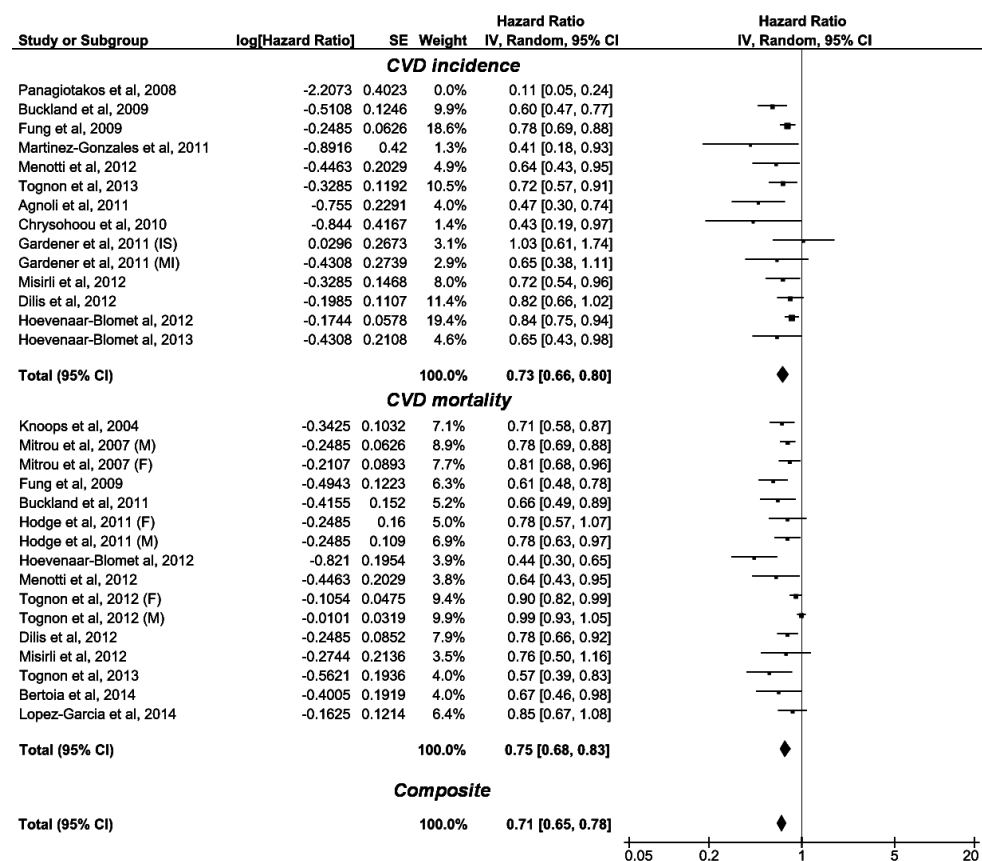 Hazard Ratio Hazard Ratio
Study or Subgroup log[Hazard Ratio] SE Weight IV, Random, 95% CI IV, Random, 95% CI
CVD incidence
Panagiotakos et al, 2008 -2.2073 0.4023 0.0% 0.11 [0.05, 0.24]
Buckland et al, 2009 -0.5108 0.1246 9.9% 0.60 [0.47, 0.77]
Fung et al, 2009 -0.2485 0.0626 18.6% 0.78 [0.69, 0.88]
Martinez-Gonzales et al, 2011 -0.8916 0.42 1.3% 0.41 [0.18, 0.93]
Menotti et al, 2012 -0.4463 0.2029 4.9% 0.64 [0.43, 0.95]
Tognon et al, 2013 -0.3285 0.1192 10.5% 0.72 [0.57, 0.91]
Agnoli et al, 2011 -0.755 0.2291 4.0% 0.47 [0.30, 0.74]
Chrysohoou et al, 2010 -0.844 0.4167 1.4% 0.43 [0.19, 0.97]
Gardener et al, 2011 (IS) 0.0296 0.2673 3.1% 1.03 [0.61, 1.74]
Gardener et al, 2011 (MI) -0.4308 0.2739 2.9% 0.65 [0.38, 1.11]
Misirli et al, 2012 -0.3285 0.1468 8.0% 0.72 [0.54, 0.96]
Dilis et al, 2012 -0.1985 0.1107 11.4% 0.82 [0.66, 1.02]
Hoevenaar-Blomet al, 2012 -0.1744 0.0578 19.4% 0.84 [0.75, 0.94]
Hoevenaar-Blomet al, 2013 -0.4308 0.2108 4.6% 0.65 [0.43, 0.98]
Total (95% CI) 100.0% 0.73 [0.66, 0.80]
CVD mortality
Knoops et al, 2004 -0.3425 0.1032 7.1% 0.71 [0.58, 0.87]
Mitrou et al, 2007 (M) -0.2485 0.0626 8.9% 0.78 [0.69, 0.88]
Mitrou et al, 2007 (F) -0.2107 0.0893 7.7% 0.81 [0.68, 0.96]
Fung et al, 2009 -0.4943 0.1223 6.3% 0.61 [0.48, 0.78]
Buckland et al, 2011 -0.4155 0.152 5.2% 0.66 [0.49, 0.89]
Hodge et al, 2011 (F) -0.2485 0.16 5.0% 0.78 [0.57, 1.07]
Hodge et al, 2011 (M) -0.2485 0.109 6.9% 0.78 [0.63, 0.97]
Hoevenaar-Blomet al, 2012 -0.821 0.1954 3.9% 0.44 [0.30, 0.65]
Menotti et al, 2012 -0.4463 0.2029 3.8% 0.64 [0.43, 0.95]
Tognon et al, 2012 (F) -0.1054 0.0475 9.4% 0.90 [0.82, 0.99]
Tognon et al, 2012 (M) -0.0101 0.0319 9.9% 0.99 [0.93, 1.05]
Dilis et al, 2012 -0.2485 0.0852 7.9% 0.78 [0.66, 0.92]
Misirli et al, 2012 -0.2744 0.2136 3.5% 0.76 [0.50, 1.16]
Tognon et al, 2013 -0.5621 0.1936 4.0% 0.57 [0.39, 0.83]
Bertoia et al, 2014 -0.4005 0.1919 4.0% 0.67 [0.46, 0.98]
Lopez-Garcia et al, 2014 -0.1625 0.1214 6.4% 0.85 [0.67, 1.08]
Total (95% CI) 100.0% 0.75 [0.68, 0.83]
Composite
Total (95% CI) 100.0% 0.71 [0.65, 0.78]
0.05 0.2 1 5 20